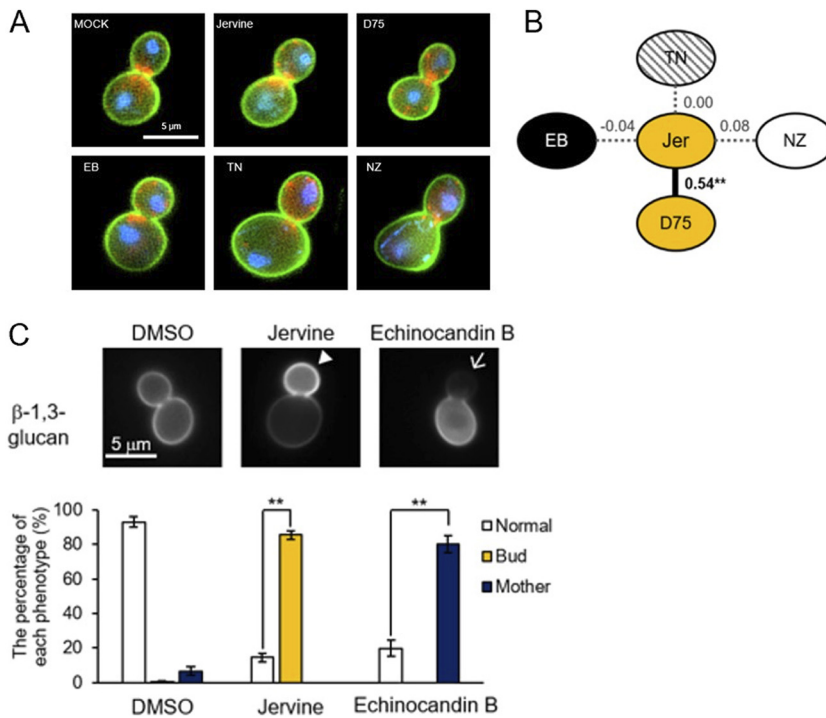 A
MOCK
Jervine
D75
5 μm
EB
TN
NZ
B
TN
0.00
EB
-0.04
Jer
0.08
NZ
0.54**
D75
C
DMSO
Jervine
Echinocandin B
β-1,3-
glucan
5 μm
The percentage of
each phenotype (%)
100
80
60
40
20
0
**
**
Normal
Bud
Mother
DMSO
Jervine
Echinocandin B